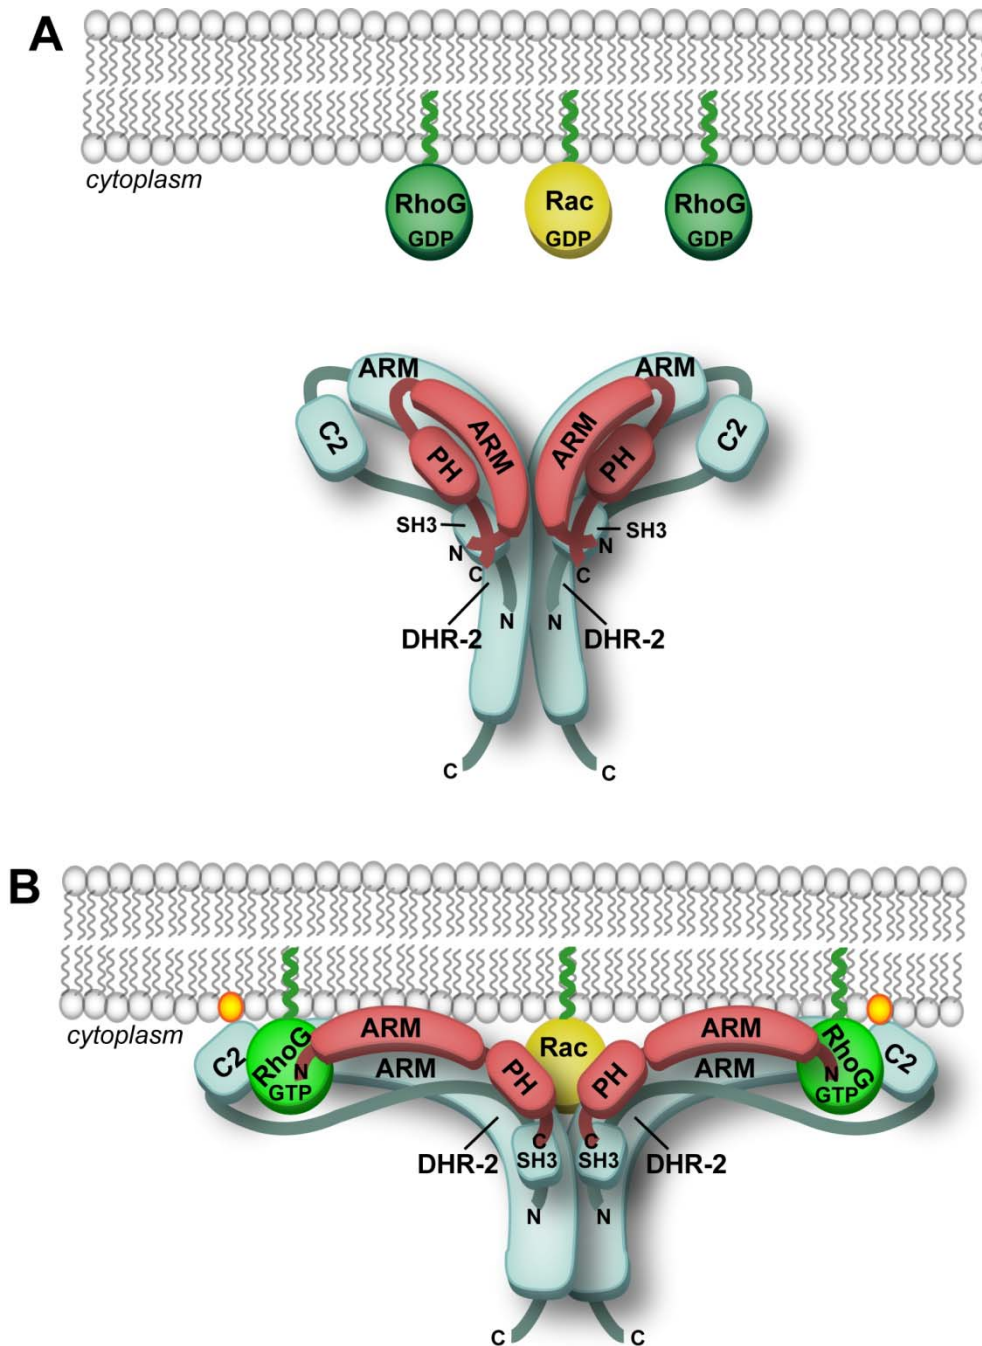 A
cytoplasm
RhoG Rac RhoG
GDP GDP GDP
ARM ARM
C2 ARM ARM C2
PH PH
SH3 SH3
N N
C C
N N
DHR-2 DHR-2
C C
B
cytoplasm
ARM ARM
C2 RhoG Rac RhoG C2
N ARM PH PH ARM N
GTP GTP
C C
DHR-2 SH3 SH3 DHR-2
N N
C C